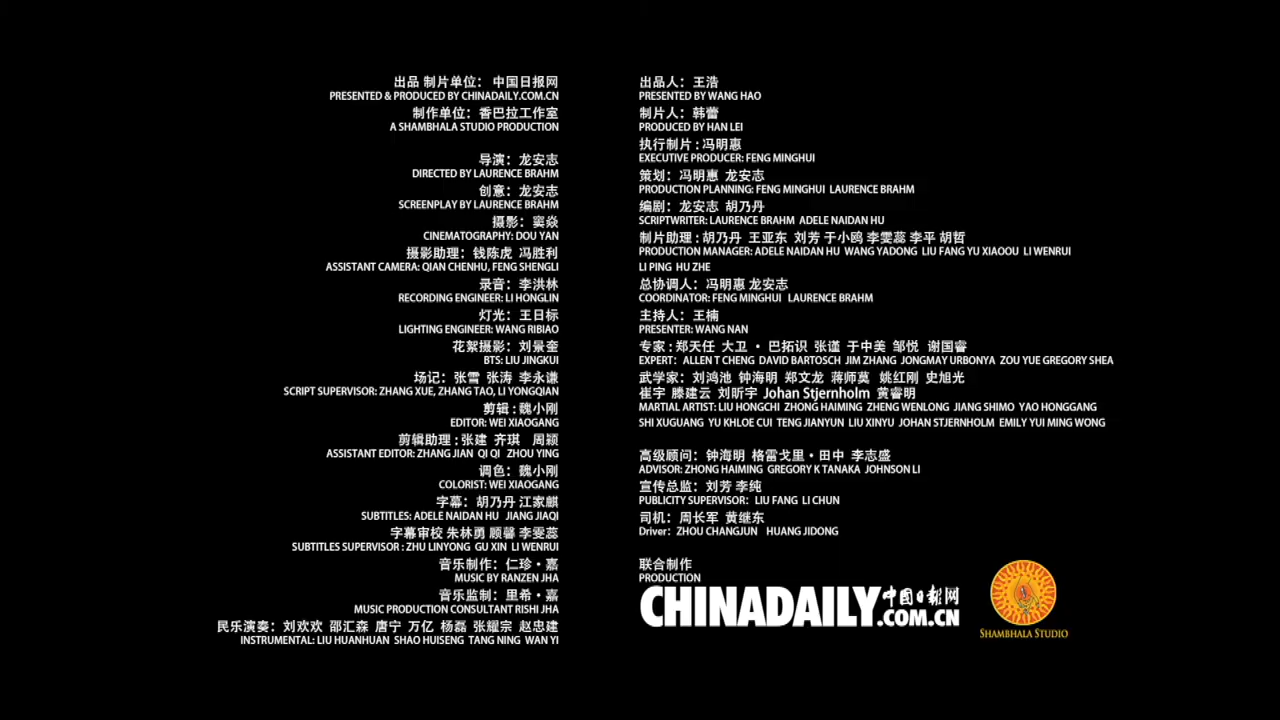 出品 制片单位： 中国日报网
PRESENTED & PRODUCED BY CHINADAILY.COM.CN
制作单位：香巴拉工作室
A SHAMBHALA STUDIO PRODUCTION
导演：龙安志
DIRECTED BY LAURENCE BRAHM
创意：龙安志
SCREENPLAY BY LAURENCE BRAHM
摄影：窦焱
CINEMATOGRAPHY: DOU YAN
摄影助理：钱陈虎 冯胜利
ASSISTANT CAMERA: QIAN CHENHU, FENG SHENGLI
录音：李洪林
RECORDING ENGINEER: LI HONGLIN
灯光：王日标
LIGHTING ENGINEER: WANG RIBIAO
花絮摄影：刘景奎
BTS: LIU JINGKUI
场记：张雪 张涛 李永谦
SCRIPT SUPERVISOR: ZHANG XUE, ZHANG TAO, LI YONGQIAN
剪辑 : 魏小刚
EDITOR: WEI XIAOGANG
剪辑助理 : 张建 齐琪 周颖
ASSISTANT EDITOR: ZHANG JIAN QI QI ZHOU YING
调色：魏小刚
COLORIST: WEI XIAOGANG
字幕：胡乃丹 江家麒
SUBTITLES: ADELE NAIDAN HU JIANG JIAQI
字幕审校 朱林勇 顾馨 李雯蕊
SUBTITLES SUPERVISOR : ZHU LINYONG GU XIN LI WENRUI
音乐制作：仁珍·嘉
MUSIC BY RANZEN JHA
音乐监制：里希·嘉
MUSIC PRODUCTION CONSULTANT RISHI JHA
民乐演奏：刘欢欢 邵汇森 唐宁 万亿 杨磊 张耀宗 赵忠建
INSTRUMENTAL: LIU HUANHUAN SHAO HUISENG TANG NING WAN YI
出品人：王浩
PRESENTED BY WANG HAO
制片人：韩蕾
PRODUCED BY HAN LEI
执行制片 : 冯明惠
EXECUTIVE PRODUCER: FENG MINGHUI
策划：冯明惠 龙安志
PRODUCTION PLANNING: FENG MINGHUI LAURENCE BRAHM
编剧：龙安志 胡乃丹
SCRIPTWRITER: LAURENCE BRAHM ADELE NAIDAN HU
制片助理 : 胡乃丹 王亚东 刘芳 于小鸥 李雯蕊 李平 胡哲
PRODUCTION MANAGER: ADELE NAIDAN HU WANG YADONG LIU FANG YU XIAOOU LI WENRUI
LI PING HU ZHE
总协调人：冯明惠 龙安志
COORDINATOR: FENG MINGHUI LAURENCE BRAHM
主持人：王楠
PRESENTER: WANG NAN
专家 : 郑天任 大卫 · 巴拓识 张谨 于中美 邹悦 谢国睿
EXPERT: ALLEN T CHENG DAVID BARTOSCH JIM ZHANG JONGMAY URBONYA ZOU YUE GREGORY SHEA
武学家：刘鸿池 钟海明 郑文龙 蒋师莫 姚红刚 史旭光
崔宇 滕建云 刘昕宇 Johan Stjernholm 黄睿明
MARTIAL ARTIST: LIU HONGCHI ZHONG HAIMING ZHENG WENLONG JIANG SHIMO YAO HONGGANG
SHI XUGUANG YU KHLOE CUI TENG JIANYUN LIU XINYU JOHAN STJERNHOLM EMILY YUI MING WONG
高级顾问：钟海明 格雷戈里·田中 李志盛
ADVISOR: ZHONG HAIMING GREGORY K TANAKA JOHNSON LI
宣传总监：刘芳 李纯
PUBLICITY SUPERVISOR: LIU FANG LI CHUN
司机：周长军 黄继东
Driver: ZHOU CHANGJUN HUANG JIDONG
联合制作
PRODUCTION
CHINADAILY 中国日报网
.COM.CN
SHAMBHALA STUDIO